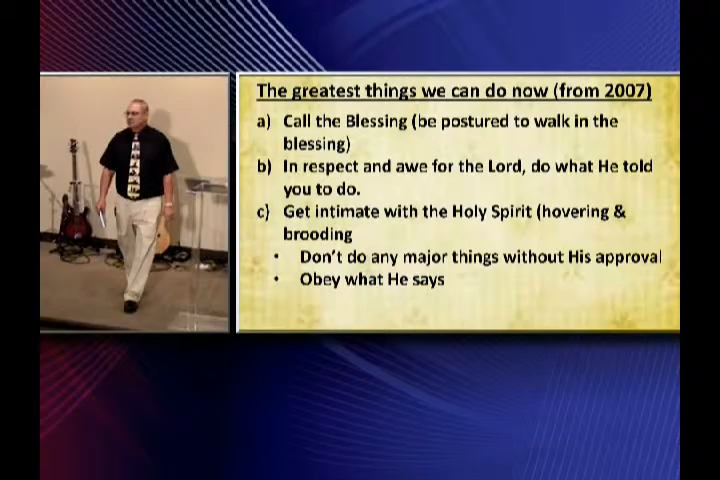 The greatest things we can do now (from 2007)
a) Call the Blessing (be postured to walk in the
blessing)
b) In respect and awe for the Lord, do what He told
you to do.
c) Get intimate with the Holy Spirit (hovering &
brooding
• Don't do any major things without His approval
• Obey what He says